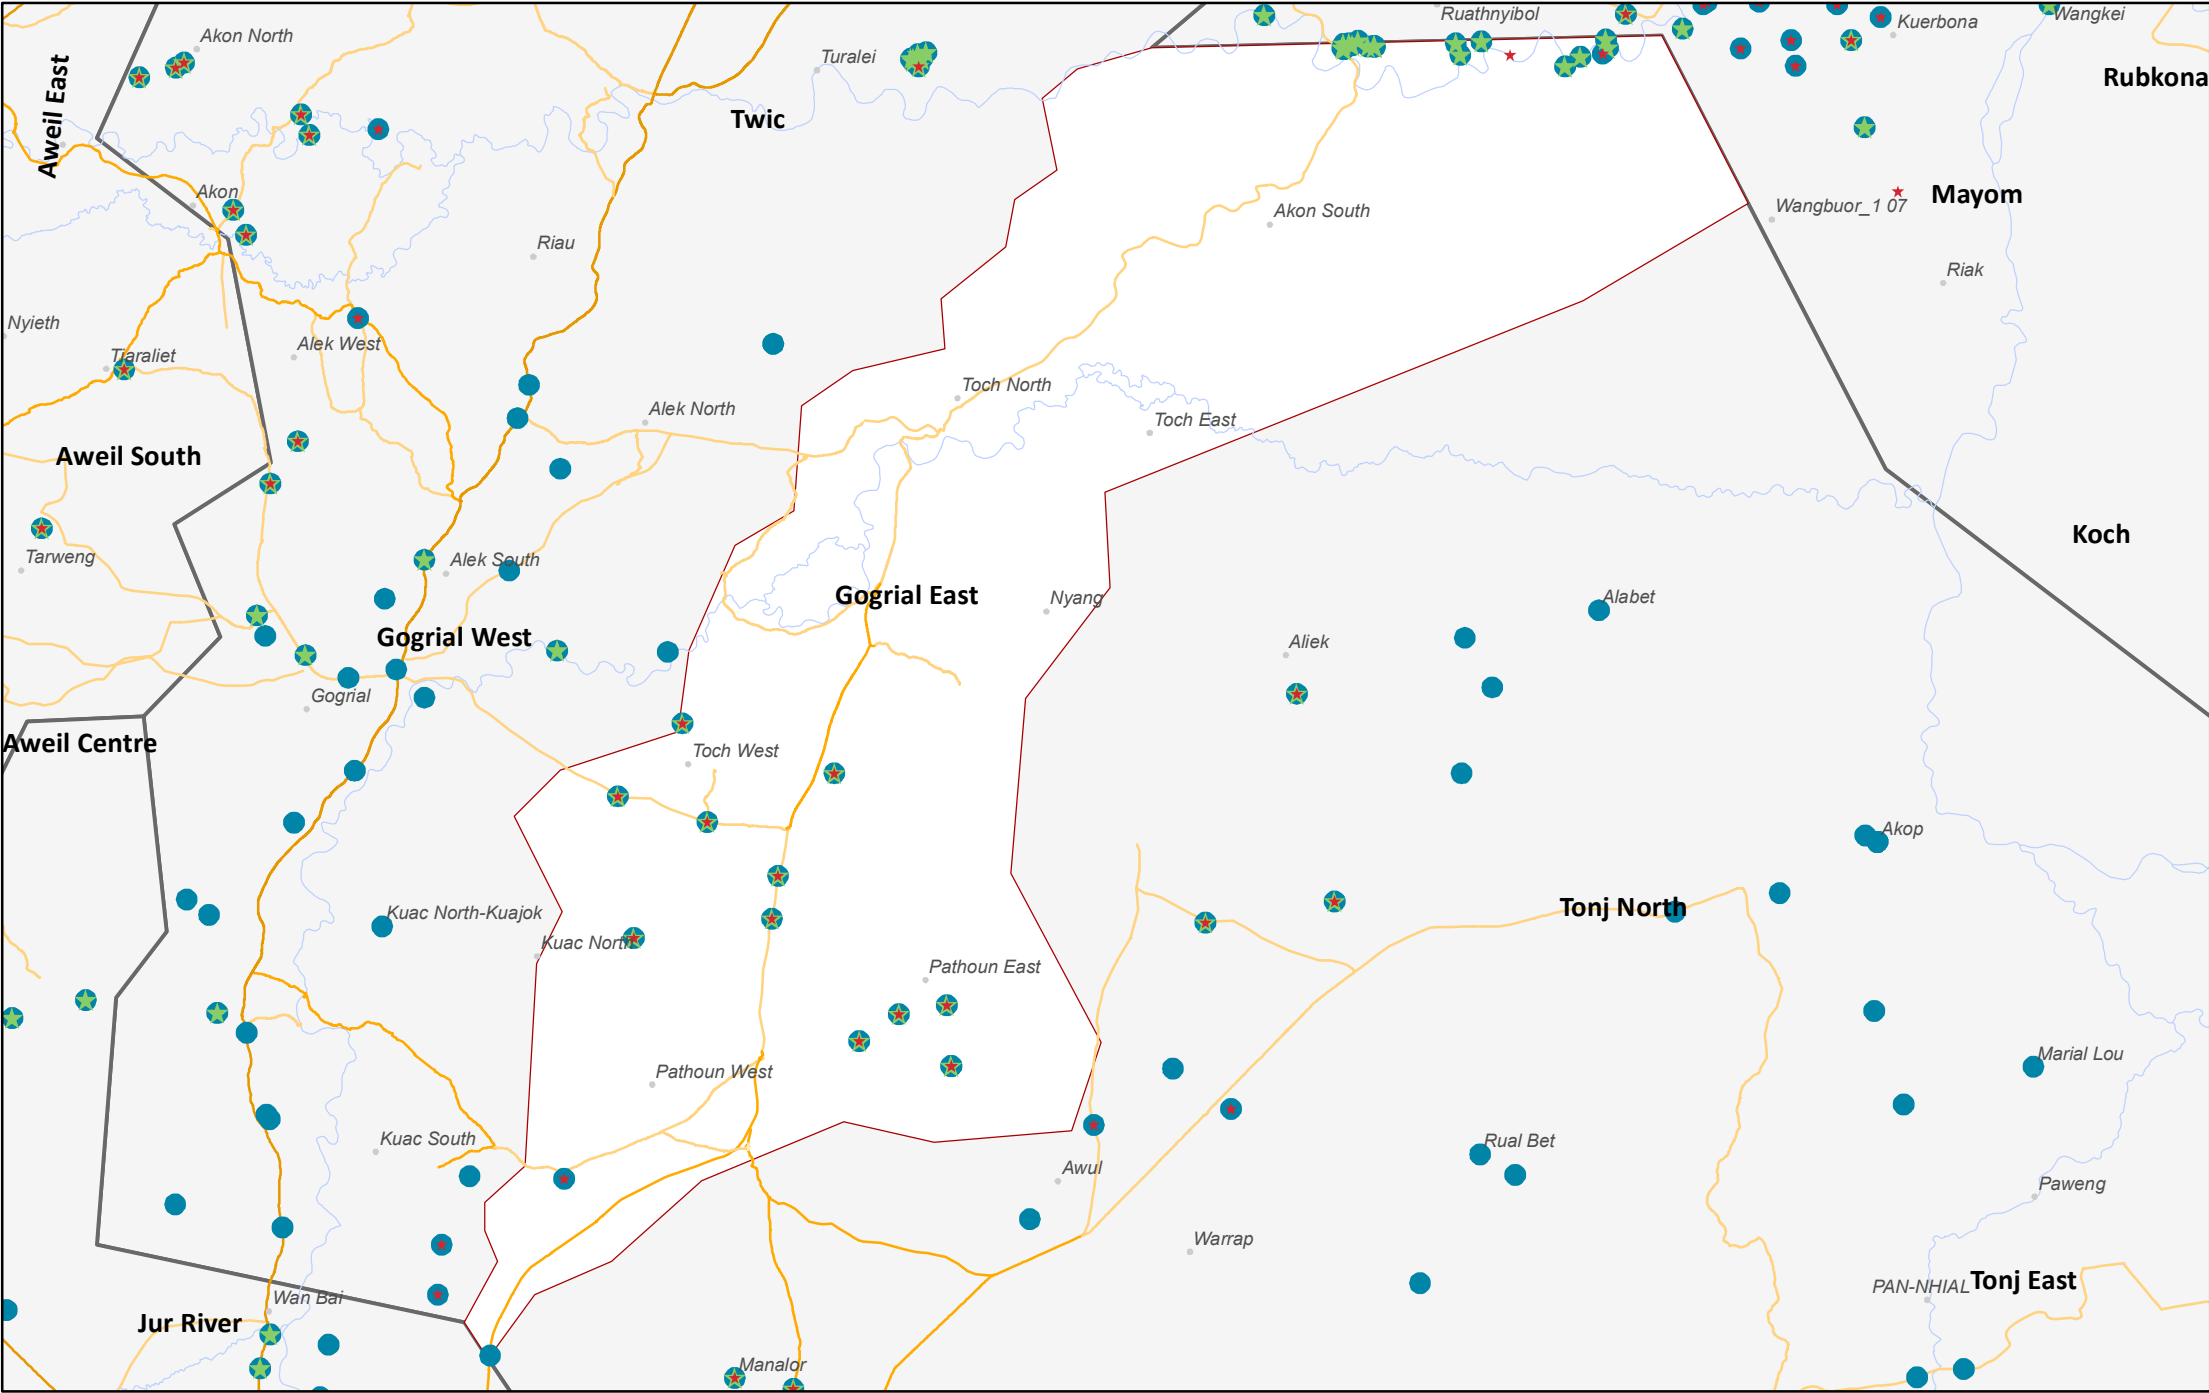 Ruathnyibol
Wangkei
Kuerbona
Akon North
Turalei
Rubkona
Aweil East
Twic
Akon
Mayom
Wangbuor_1 07
Akon South
Riau
Riak
Nyieth
Alek West
Tiaraliet
Toch North
Alek North
Toch East
Aweil South
Koch
Tarweng
Alek South
Gogrial East
Nyang
Alabet
Gogrial West
Aliek
Gogrial
Aweil Centre
Toch West
Akop
Tonj North
Kuac North-Kuajok
Kuac North
Pathoun East
Marial Lou
Pathoun West
Kuac South
Rual Bet
Awul
Paweng
Warrap
PAN-NHIAL
Tonj East
Wan Bai
Jur River
Manalor